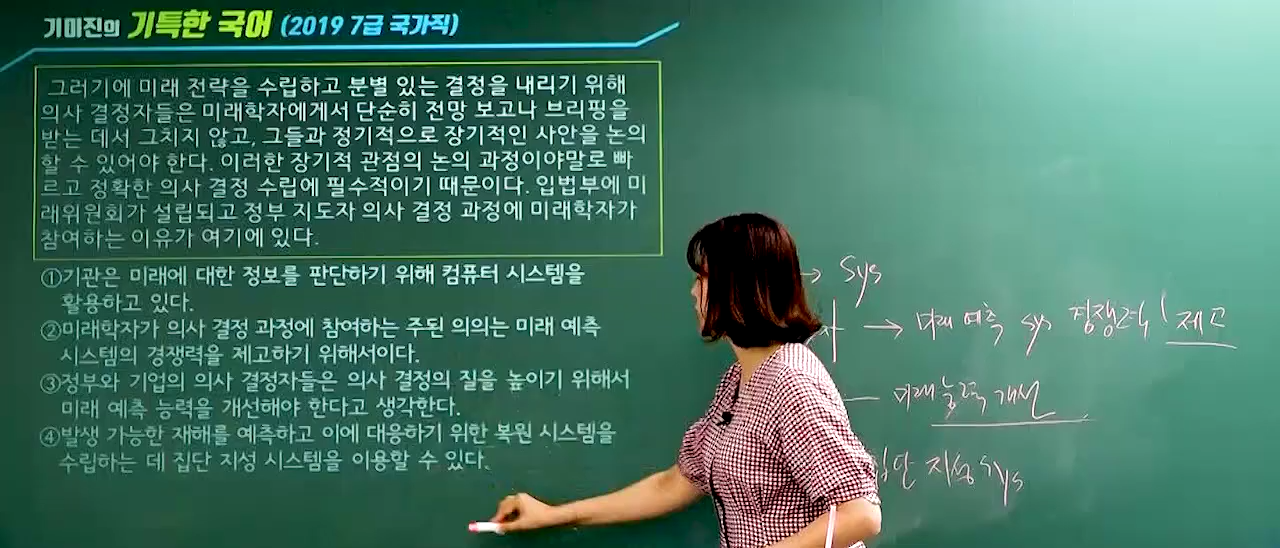 기미진의 기특한 국어 (2019 7급 국가직)
그러기에 미래 전략을 수립하고 분별 있는 결정을 내리기 위해
의사 결정자들은 미래학자에게서 단순히 전망 보고나 브리핑을
받는 데서 그치지 않고, 그들과 정기적으로 장기적인 사안을 논의
할 수 있어야 한다. 이러한 장기적 관점의 논의 과정이야말로 빠
르고 정확한 의사 결정 수립에 필수적이기 때문이다. 입법부에 미
래위원회가 설립되고 정부 지도자 의사 결정 과정에 미래학자가
참여하는 이유가 여기에 있다.
①기관은 미래에 대한 정보를 판단하기 위해 컴퓨터 시스템을
활용하고 있다.
②미래학자가 의사 결정 과정에 참여하는 주된 의의는 미래 예측
시스템의 경쟁력을 제고하기 위해서이다.
③정부와 기업의 의사 결정자들은 의사 결정의 질을 높이기 위해서
미래 예측 능력을 개선해야 한다고 생각한다.
④발생 가능한 재해를 예측하고 이에 대응하기 위한 복원 시스템을
수립하는 데 집단 지성 시스템을 이용할 수 있다.
→ Sys
→ 미래 예측 sys 경쟁력 제고
미래 능력 개선
지성 sys